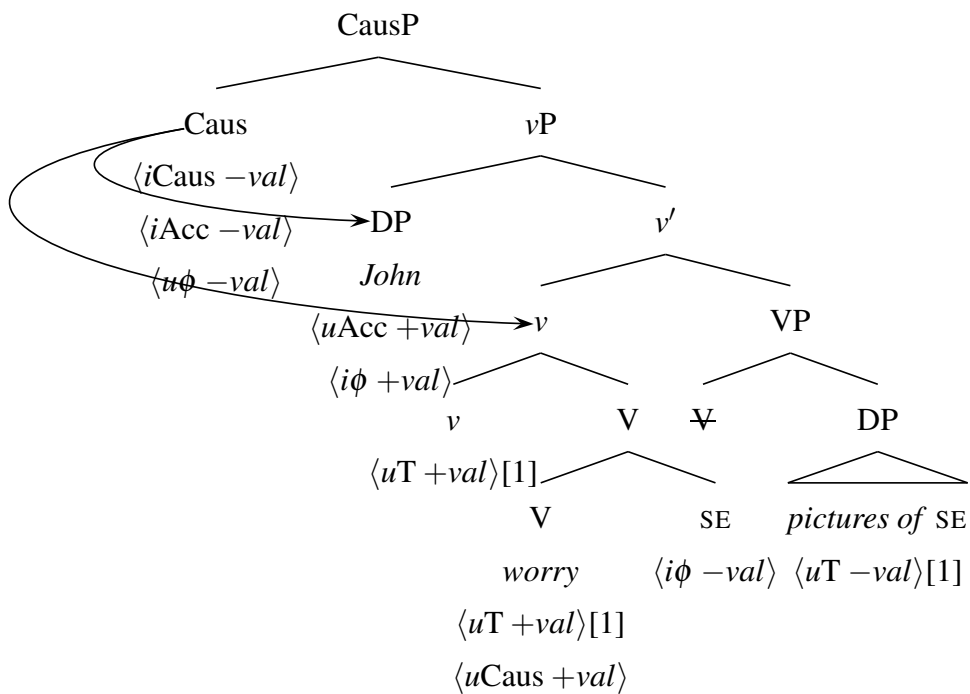 CausP
Caus vP
⟨iCaus −val⟩
⟨iAcc −val⟩ DP v′
⟨uϕ −val⟩ John
⟨uAcc +val⟩ v VP
⟨iϕ +val⟩
v V V DP
⟨uT +val⟩[1]
V SE pictures of SE
worry ⟨iϕ −val⟩ ⟨uT −val⟩[1]
⟨uT +val⟩[1]
⟨uCaus +val⟩